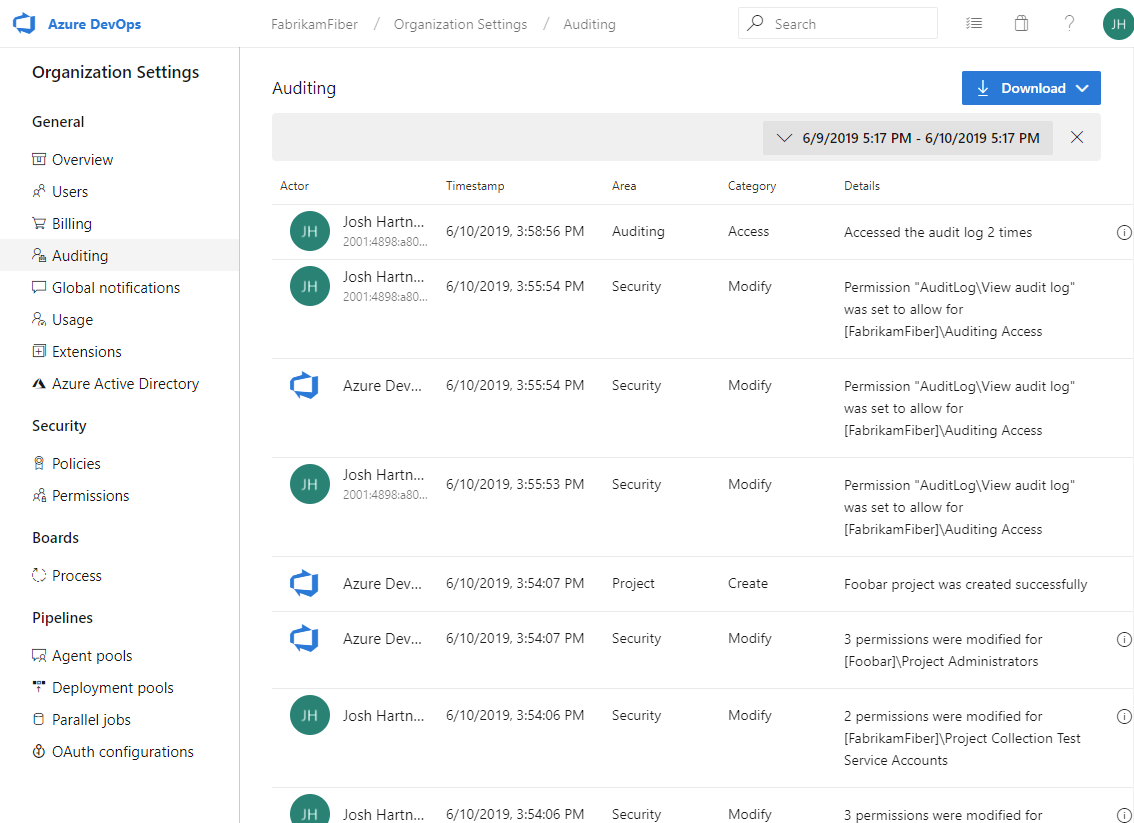 Azure DevOps
FabrikamFiber / Organization Settings / Auditing
Search
JH
Organization Settings
General
Overview
Users
Billing
Auditing
Global notifications
Usage
Extensions
Azure Active Directory
Security
Policies
Permissions
Boards
Process
Pipelines
Agent pools
Deployment pools
Parallel jobs
OAuth configurations
Auditing
Download
6/9/2019 5:17 PM - 6/10/2019 5:17 PM
Actor Timestamp Area Category Details
JH Josh Hartn... 6/10/2019, 3:58:56 PM Auditing Access Accessed the audit log 2 times
2001:4898:a80...
JH Josh Hartn... 6/10/2019, 3:55:54 PM Security Modify Permission "AuditLog\View audit log"
2001:4898:a80... was set to allow for
[FabrikamFiber]\Auditing Access
Azure Dev... 6/10/2019, 3:55:54 PM Security Modify Permission "AuditLog\View audit log"
was set to allow for
[FabrikamFiber]\Auditing Access
JH Josh Hartn... 6/10/2019, 3:55:53 PM Security Modify Permission "AuditLog\View audit log"
2001:4898:a80... was set to allow for
[FabrikamFiber]\Auditing Access
Azure Dev... 6/10/2019, 3:54:07 PM Project Create Foobar project was created successfully
Azure Dev... 6/10/2019, 3:54:07 PM Security Modify 3 permissions were modified for
[Foobar]\Project Administrators
JH Josh Hartn... 6/10/2019, 3:54:06 PM Security Modify 2 permissions were modified for
[FabrikamFiber]\Project Collection Test
Service Accounts
JH Josh Hartn... 6/10/2019, 3:54:06 PM Security Modify 3 permissions were modified for